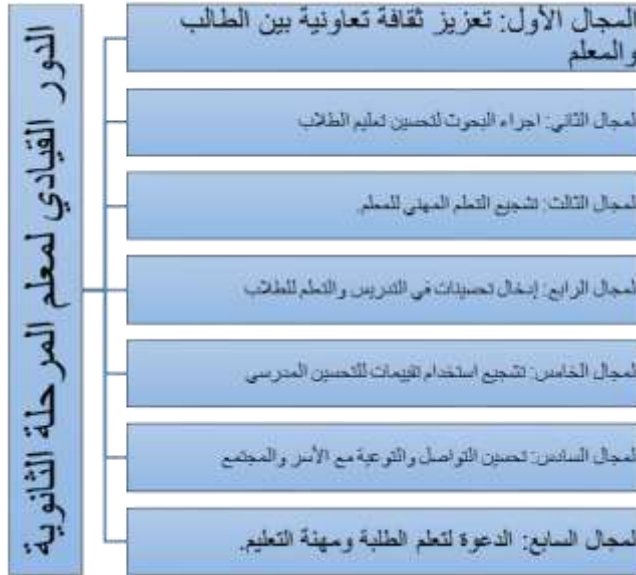 الدور القيادي لمعلم المرحلة الثانوية
المجال الأول: تعزيز ثقافة تعاونية بين الطالب
والمعلم
المجال الثاني: اجراء البحوث لتحسين تعليم الطلاب
المجال الثالث: تشجيع التعلم المهني للمعلم.
المجال الرابع: إدخال تحسينات في التدريس والتعلم للطلاب
المجال الخامس: تشجيع استخدام تقييمات للتحسين المدرسي
المجال السادس: تحسين التواصل والتوعية مع الأسر والمجتمع
المجال السابع: الدعوة لتعلم الطلبة ومهنة التعليم.